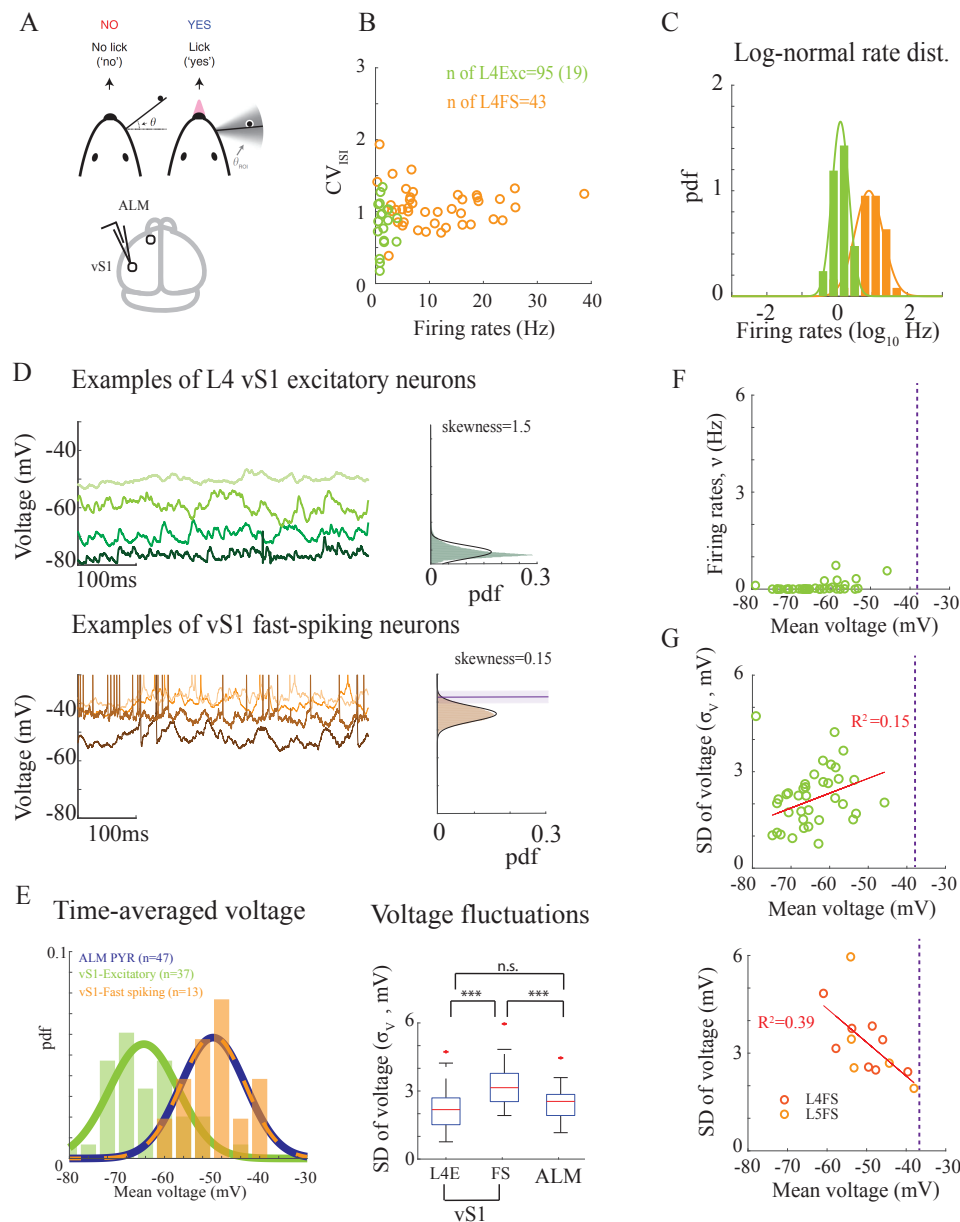 A
NO
YES
No lick
('no')
Lick
('yes')
θ
θROI
ALM
vS1
B
n of L4Exc=95 (19)
n of L4FS=43
CVISI
3
2
1
0
0
10
20
30
40
Firing rates (Hz)
C
Log-normal rate dist.
pdf
2
1
0
-2
0
2
Firing rates (log10 Hz)
D
Examples of L4 vS1 excitatory neurons
Voltage (mV)
-40
-60
-80
100ms
skewness=1.5
0
0.3
pdf
Examples of vS1 fast-spiking neurons
Voltage (mV)
-40
-60
-80
100ms
skewness=0.15
0
0.3
pdf
E
Time-averaged voltage
0.1
pdf
0
ALM PYR (n=47)
vS1-Excitatory (n=37)
vS1-Fast spiking (n=13)
-80
-70
-60
-50
-40
-30
Mean voltage (mV)
Voltage fluctuations
SD of voltage (σV , mV)
6
3
0
n.s.
***
***
L4E
FS
ALM
vS1
F
Firing rates, ν (Hz)
6
3
0
-80
-70
-60
-50
-40
-30
Mean voltage (mV)
G
SD of voltage (σV , mV)
6
3
0
R²=0.15
-80
-70
-60
-50
-40
-30
Mean voltage (mV)
SD of voltage (σV , mV)
6
3
0
R²=0.39
L4FS
L5FS
-80
-70
-60
-50
-40
-30
Mean voltage (mV)